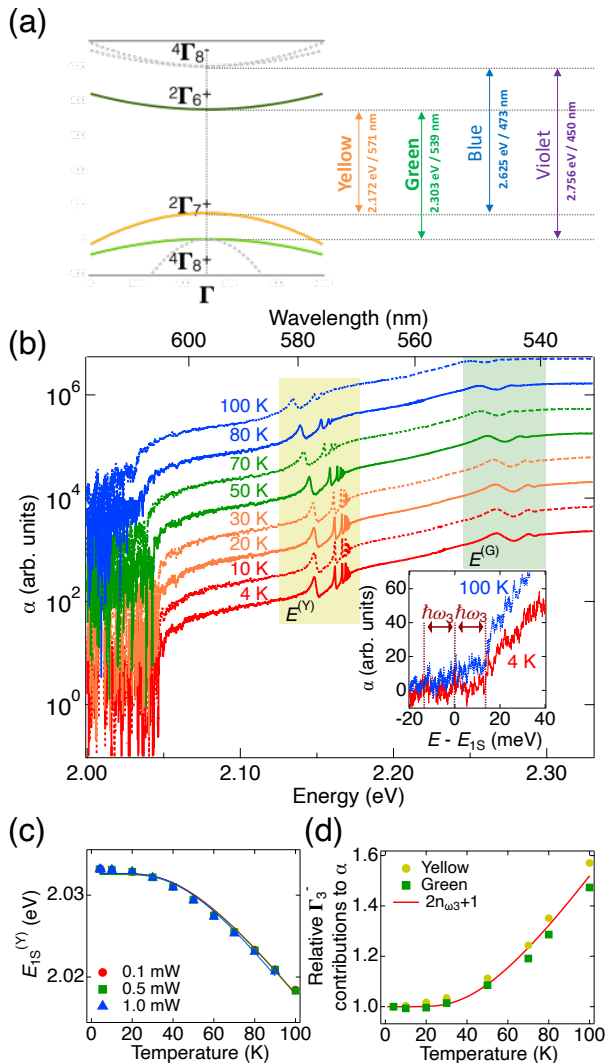 (a)
⁴Γ₈⁻
²Γ₆⁺
²Γ₇⁺
⁴Γ₈⁺
Γ
Yellow
2.172 eV / 571 nm
Green
2.303 eV / 539 nm
Blue
2.625 eV / 473 nm
Violet
2.756 eV / 450 nm
(b)
Wavelength (nm)
600 580 560 540
α (arb. units)
10⁶
10⁴
10²
10⁰
100 K
80 K
70 K
50 K
30 K
20 K
10 K
4 K
E⁽ʸ⁾
E⁽ᴳ⁾
α (arb. units)
60
40
20
0
100 K
ħω₃ ħω₃
4 K
-20 0 20 40
E - E₁S (meV)
2.00 2.10 2.20 2.30
Energy (eV)
(c)
E₁S⁽ʸ⁾ (eV)
2.03
2.02
0.1 mW
0.5 mW
1.0 mW
0 20 40 60 80 100
Temperature (K)
(d)
Relative Γ₃⁻
contributions to α
1.6
1.4
1.2
1.0
Yellow
Green
2nω₃+1
0 20 40 60 80 100
Temperature (K)